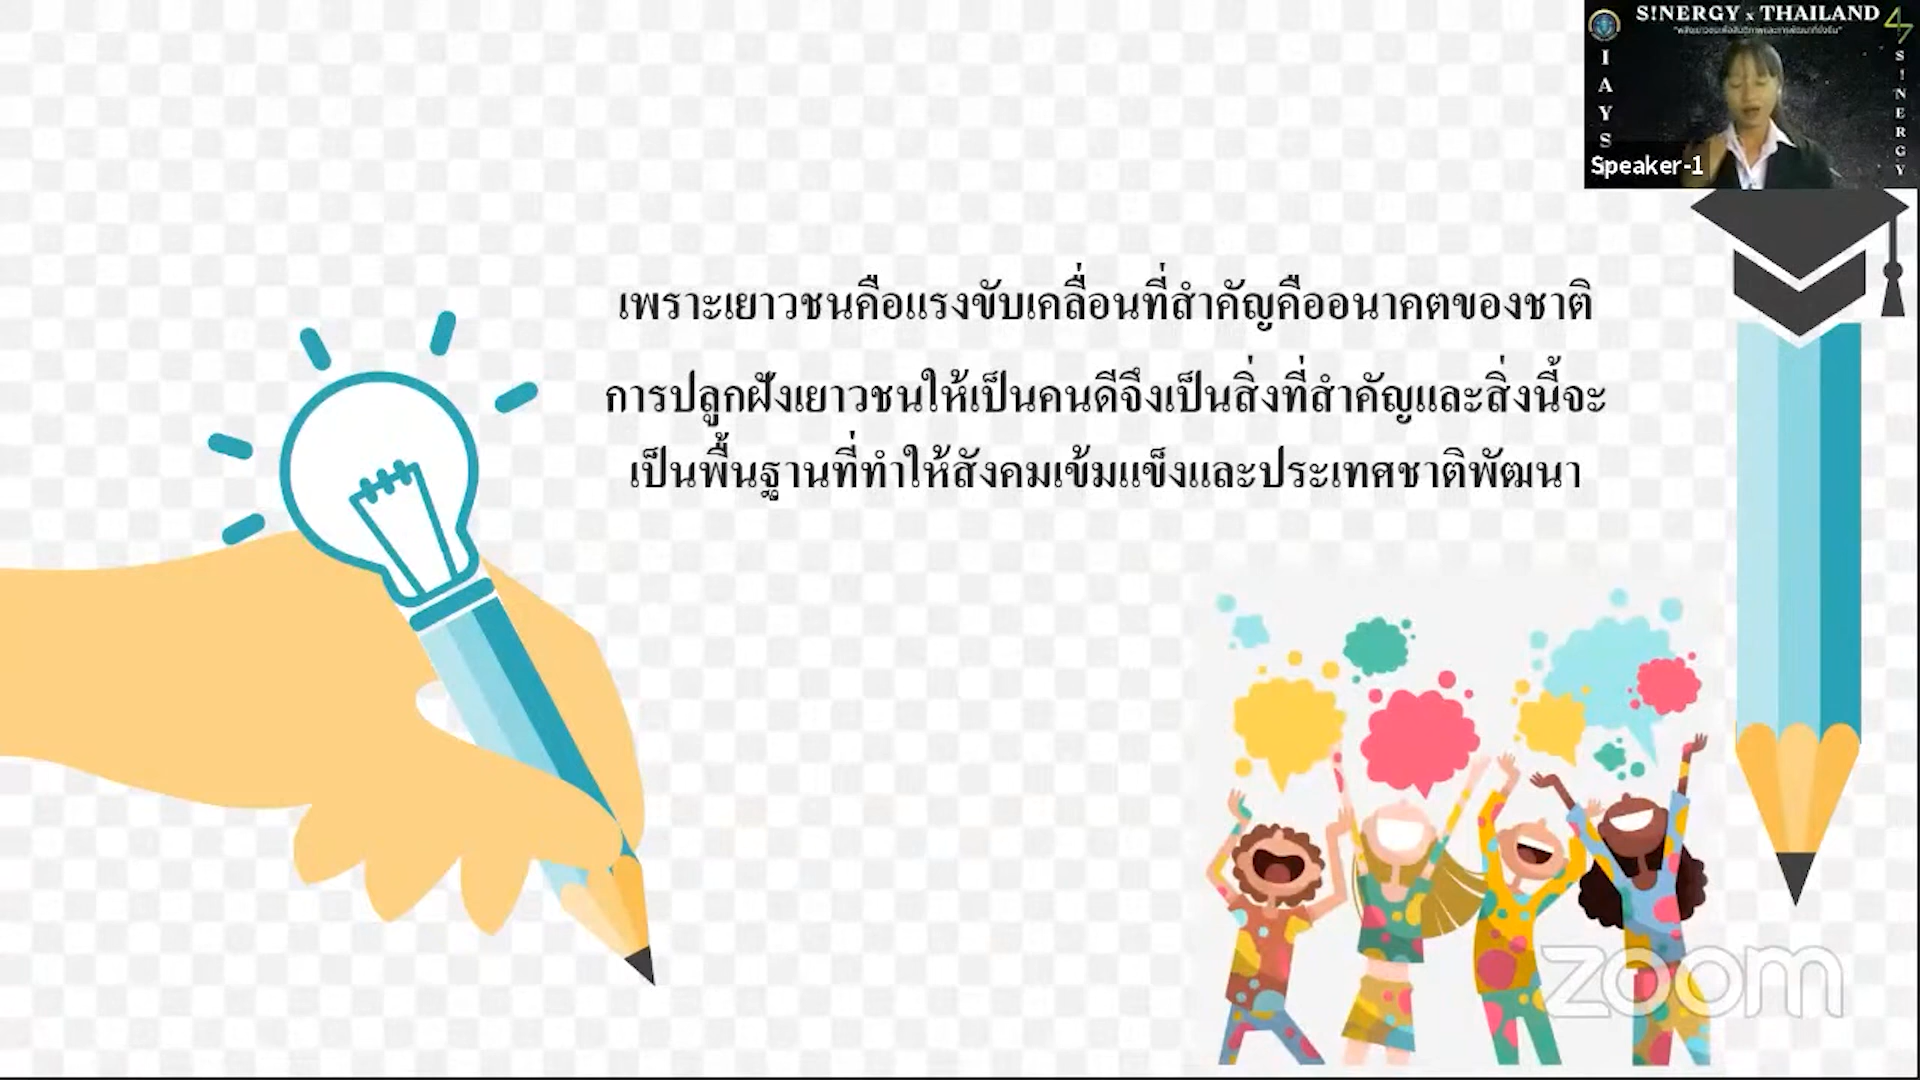 S!NERGY x THAILAND
IAYS
S!NERGY
Speaker-1
เพราะเยาวชนคือแรงขับเคลื่อนที่สำคัญคืออนาคตของชาติ
การปลูกฝังเยาวชนให้เป็นคนดีจึงเป็นสิ่งที่สำคัญและสิ่งนี้จะ
เป็นพื้นฐานที่ทำให้สังคมเข้มแข็งและประเทศชาติพัฒนา
zoom